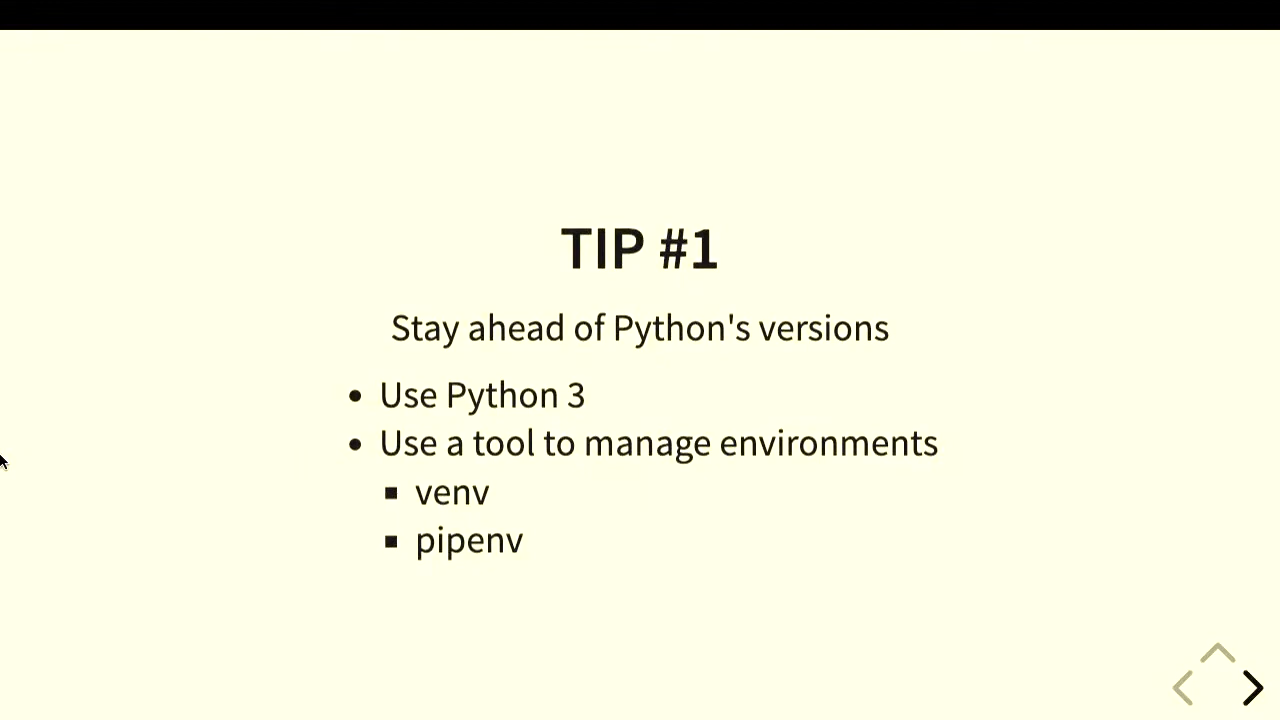 TIP #1
Stay ahead of Python's versions
Use Python 3
Use a tool to manage environments
venv
pipenv